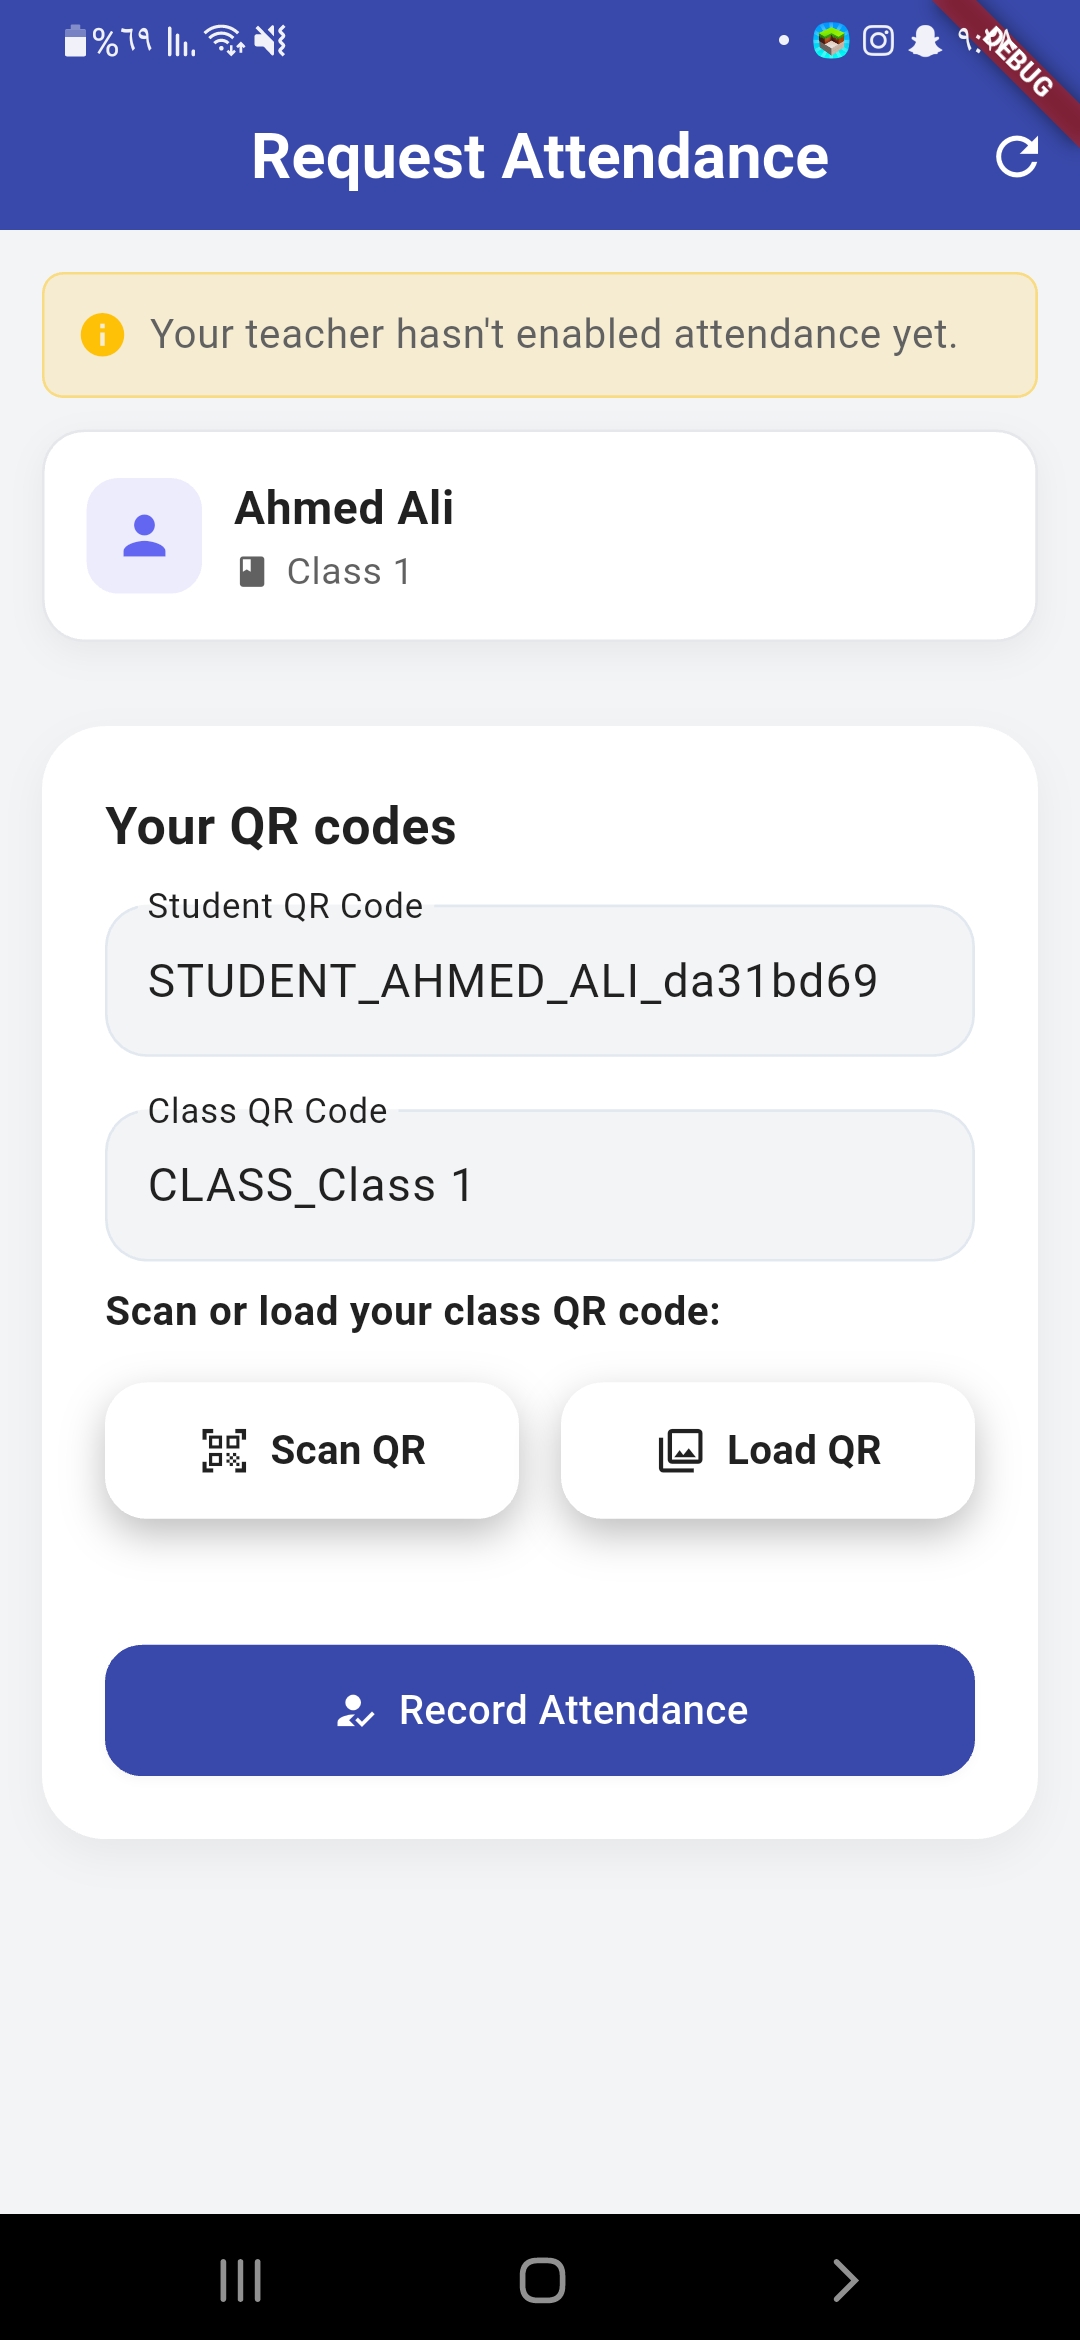 %٦٩
DEBUG
Request Attendance
Your teacher hasn't enabled attendance yet.
Ahmed Ali
Class 1
Your QR codes
Student QR Code
STUDENT_AHMED_ALI_da31bd69
Class QR Code
CLASS_Class 1
Scan or load your class QR code:
Scan QR
Load QR
Record Attendance